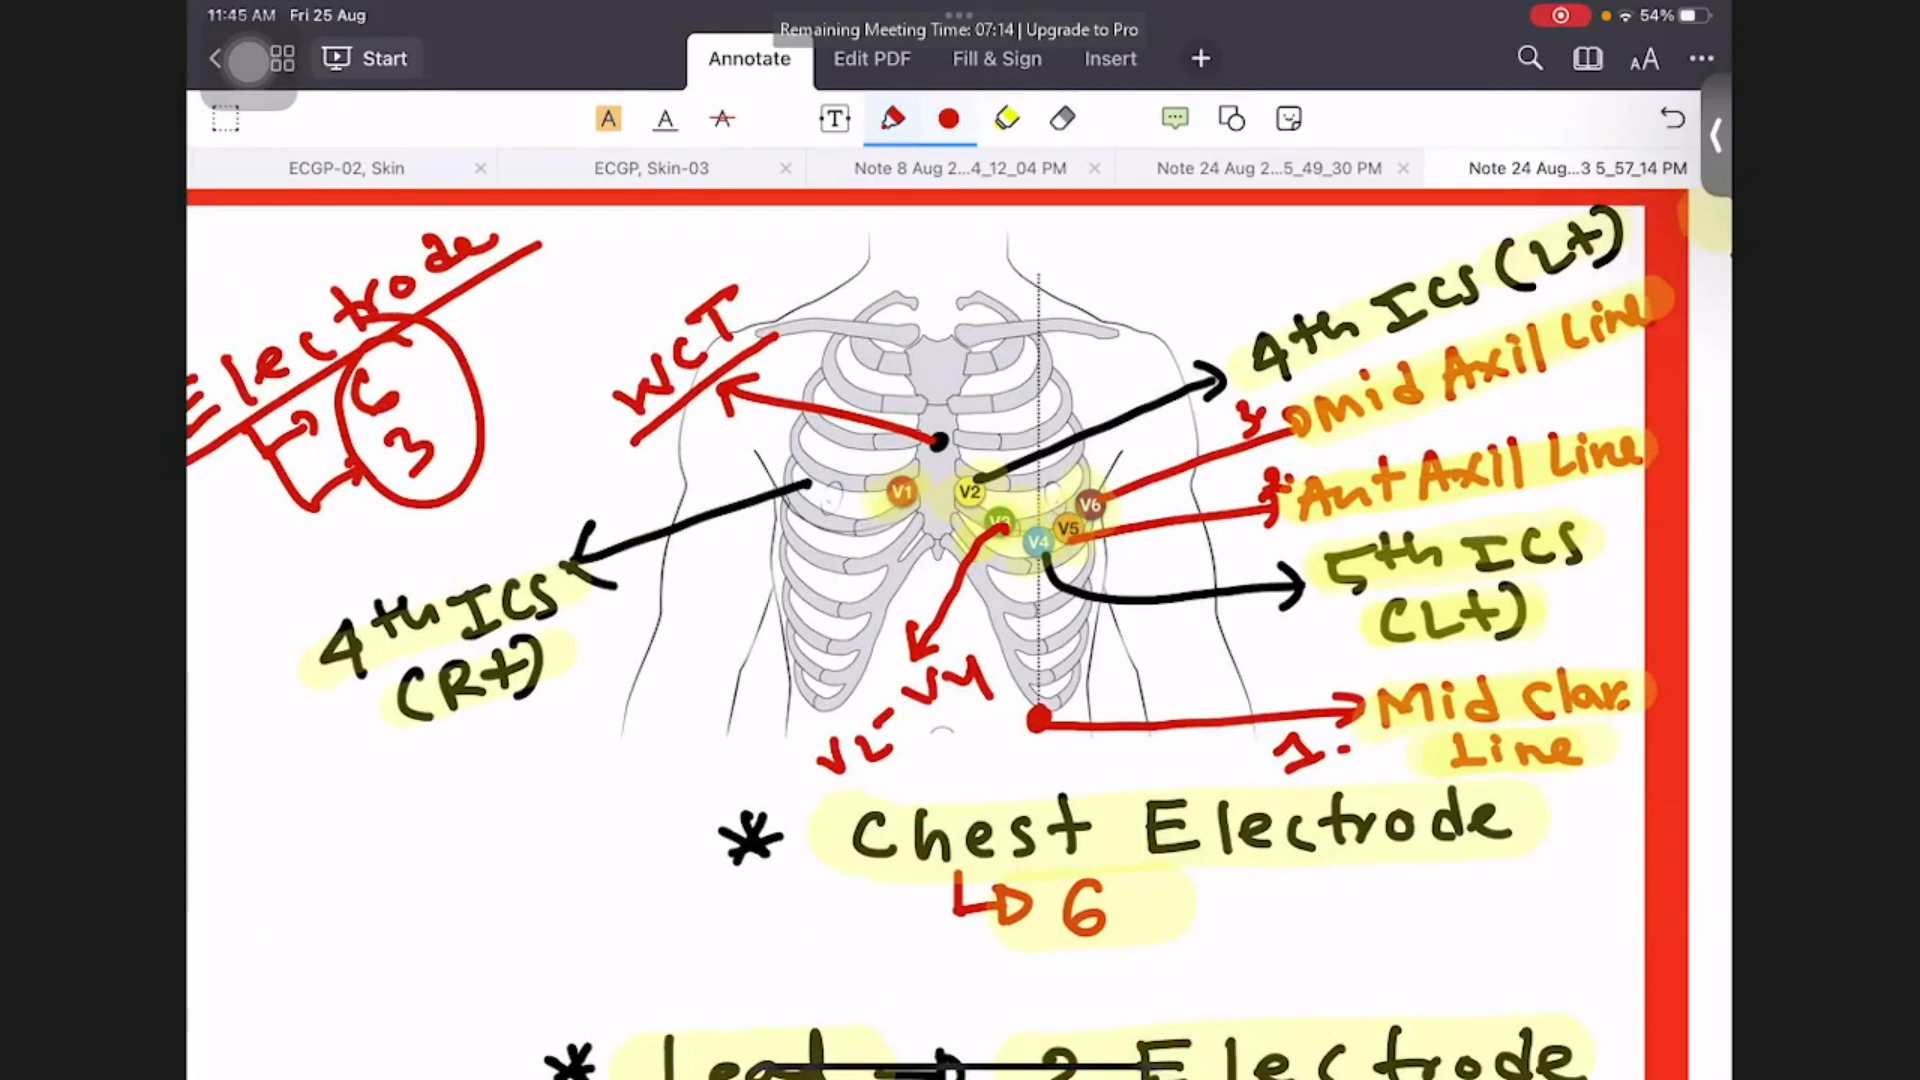 11:45 AM Fri 25 Aug
Remaining Meeting Time: 07:14 | Upgrade to Pro
54%
Start
Annotate
Edit PDF
Fill & Sign
Insert
ECGP-02, Skin
ECGP, Skin-03
Note 8 Aug 2...4_12_04 PM
Note 24 Aug 2...5_49_30 PM
Note 24 Aug...3 5_57_14 PM
Electrode
6
3
WCT
4th ICS (Lt)
3. Mid Axil Line
2. Ant Axil Line
V1
V2
V3
V4
V5
V6
5th ICS
(Lt)
4th ICS
(Rt)
V2-V4
1. Mid Clav.
Line
* Chest Electrode
6
* Lead 2 Electrode